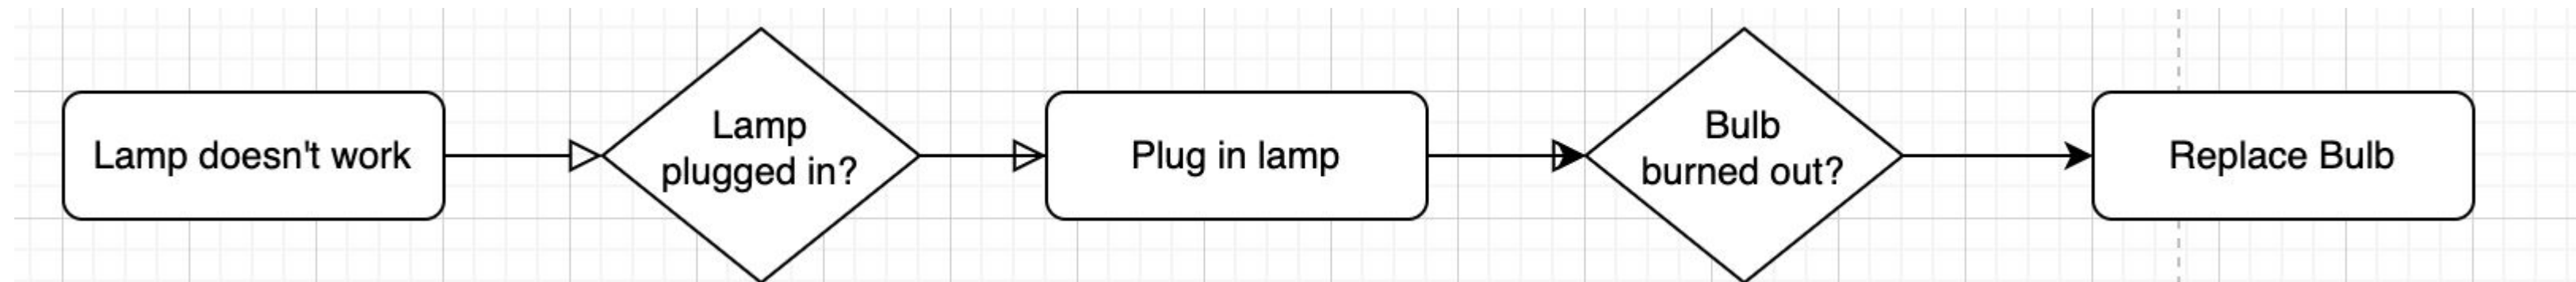 Lamp doesn't work
Lamp
plugged in?
Plug in lamp
Bulb
burned out?
Replace Bulb